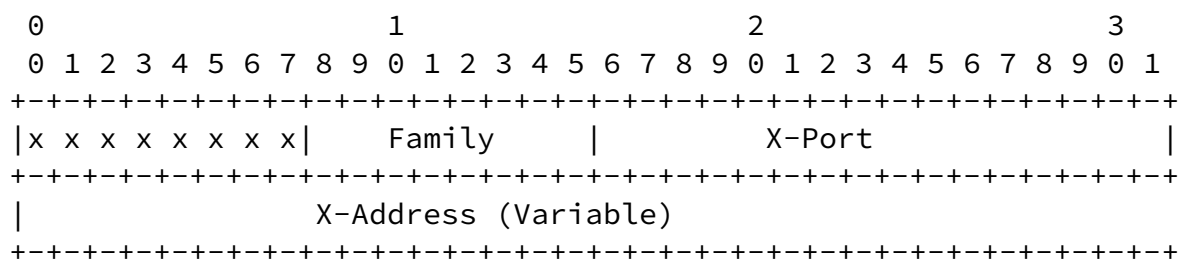 0                   1                   2                   3
 0 1 2 3 4 5 6 7 8 9 0 1 2 3 4 5 6 7 8 9 0 1 2 3 4 5 6 7 8 9 0 1
+-+-+-+-+-+-+-+-+-+-+-+-+-+-+-+-+-+-+-+-+-+-+-+-+-+-+-+-+-+-+-+-+
|x x x x x x x x|    Family     |         X-Port                |
+-+-+-+-+-+-+-+-+-+-+-+-+-+-+-+-+-+-+-+-+-+-+-+-+-+-+-+-+-+-+-+-+
|                X-Address (Variable)
+-+-+-+-+-+-+-+-+-+-+-+-+-+-+-+-+-+-+-+-+-+-+-+-+-+-+-+-+-+-+-+-+